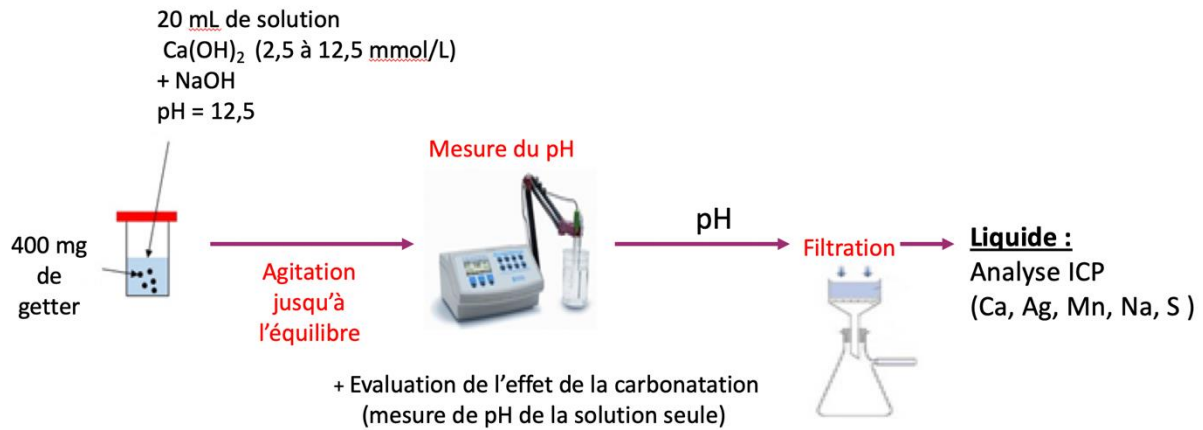 20 mL de solution
Ca(OH)₂ (2,5 à 12,5 mmol/L)
+ NaOH
pH = 12,5
400 mg
de
getter
Agitation
jusqu'à
l'équilibre
Mesure du pH
+ Evaluation de l'effet de la carbonatation
(mesure de pH de la solution seule)
pH
Filtration
Liquide :
Analyse ICP
(Ca, Ag, Mn, Na, S )